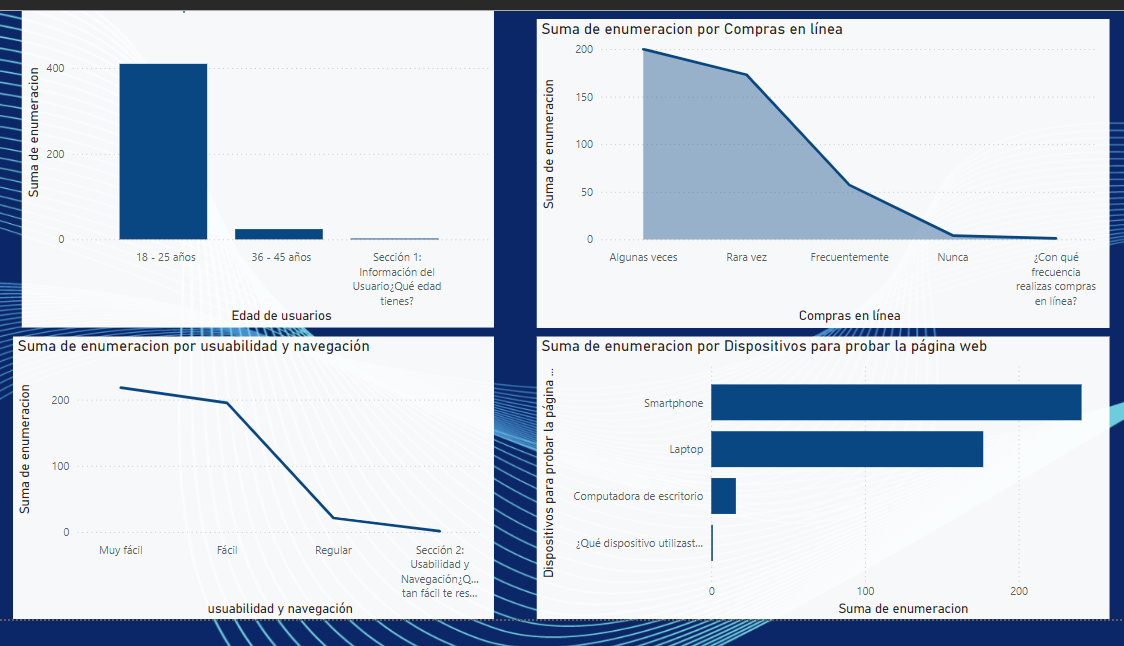 Suma de enumeracion
400
200
0
18 - 25 años
36 - 45 años
Sección 1:
Información del
Usuario¿Qué edad
tienes?
Edad de usuarios
Suma de enumeracion por Compras en línea
Suma de enumeracion
200
150
100
50
0
Algunas veces
Rara vez
Frecuentemente
Nunca
¿Con qué
frecuencia
realizas compras
en línea?
Compras en línea
Suma de enumeracion por usuabilidad y navegación
Suma de enumeracion
200
100
0
Muy fácil
Fácil
Regular
Sección 2:
Usabilidad y
Navegación¿Q...
tan fácil te res...
usuabilidad y navegación
Suma de enumeracion por Dispositivos para probar la página web
Dispositivos para probar la página ...
Smartphone
Laptop
Computadora de escritorio
¿Qué dispositivo utilizast...
0
100
200
Suma de enumeracion